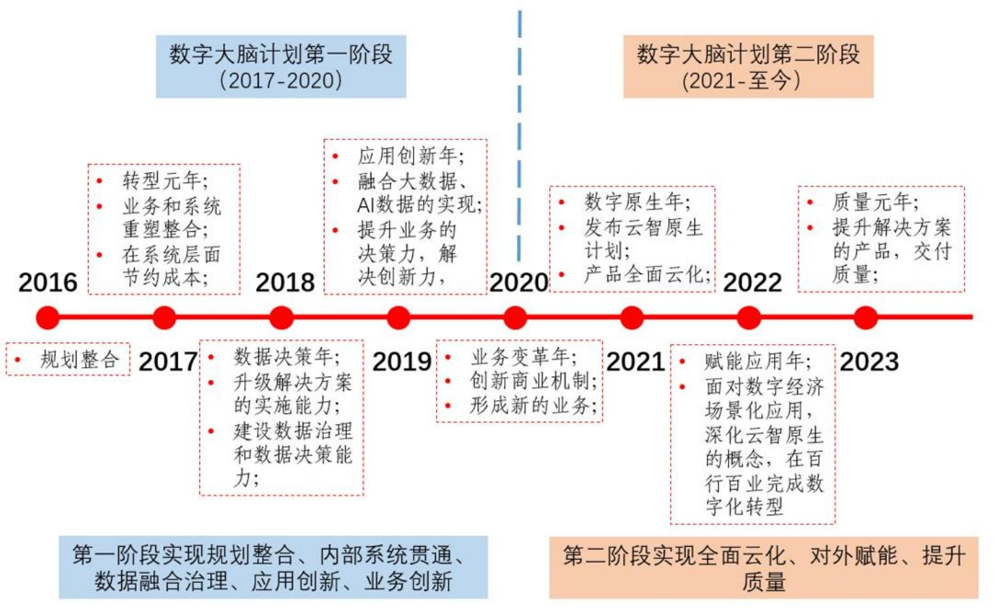 数字大脑计划第一阶段
（2017-2020）
数字大脑计划第二阶段
(2021-至今）
2016
规划整合
2017
转型元年;
业务和系统
重塑整合;
在系统层面
节约成本;
2018
数据决策年;
升级解决方案
的实施能力;
建设数据治理
和数据决策能
力;
2019
应用创新年;
融合大数据、
AI数据的实现;
提升业务的
决策力，解
决创新力，
2020
业务变革年;
创新商业机制;
形成新的业务;
2021
数字原生年;
发布云智原生
计划;
产品全面云化;
2022
赋能应用年;
面对数字经济
场景化应用，
深化云智原生
的概念，在百
行百业完成数
字化转型
2023
质量元年;
提升解决方案
的产品，交付
质量;
第一阶段实现规划整合、内部系统贯通、
数据融合治理、应用创新、业务创新
第二阶段实现全面云化、对外赋能、提升
质量